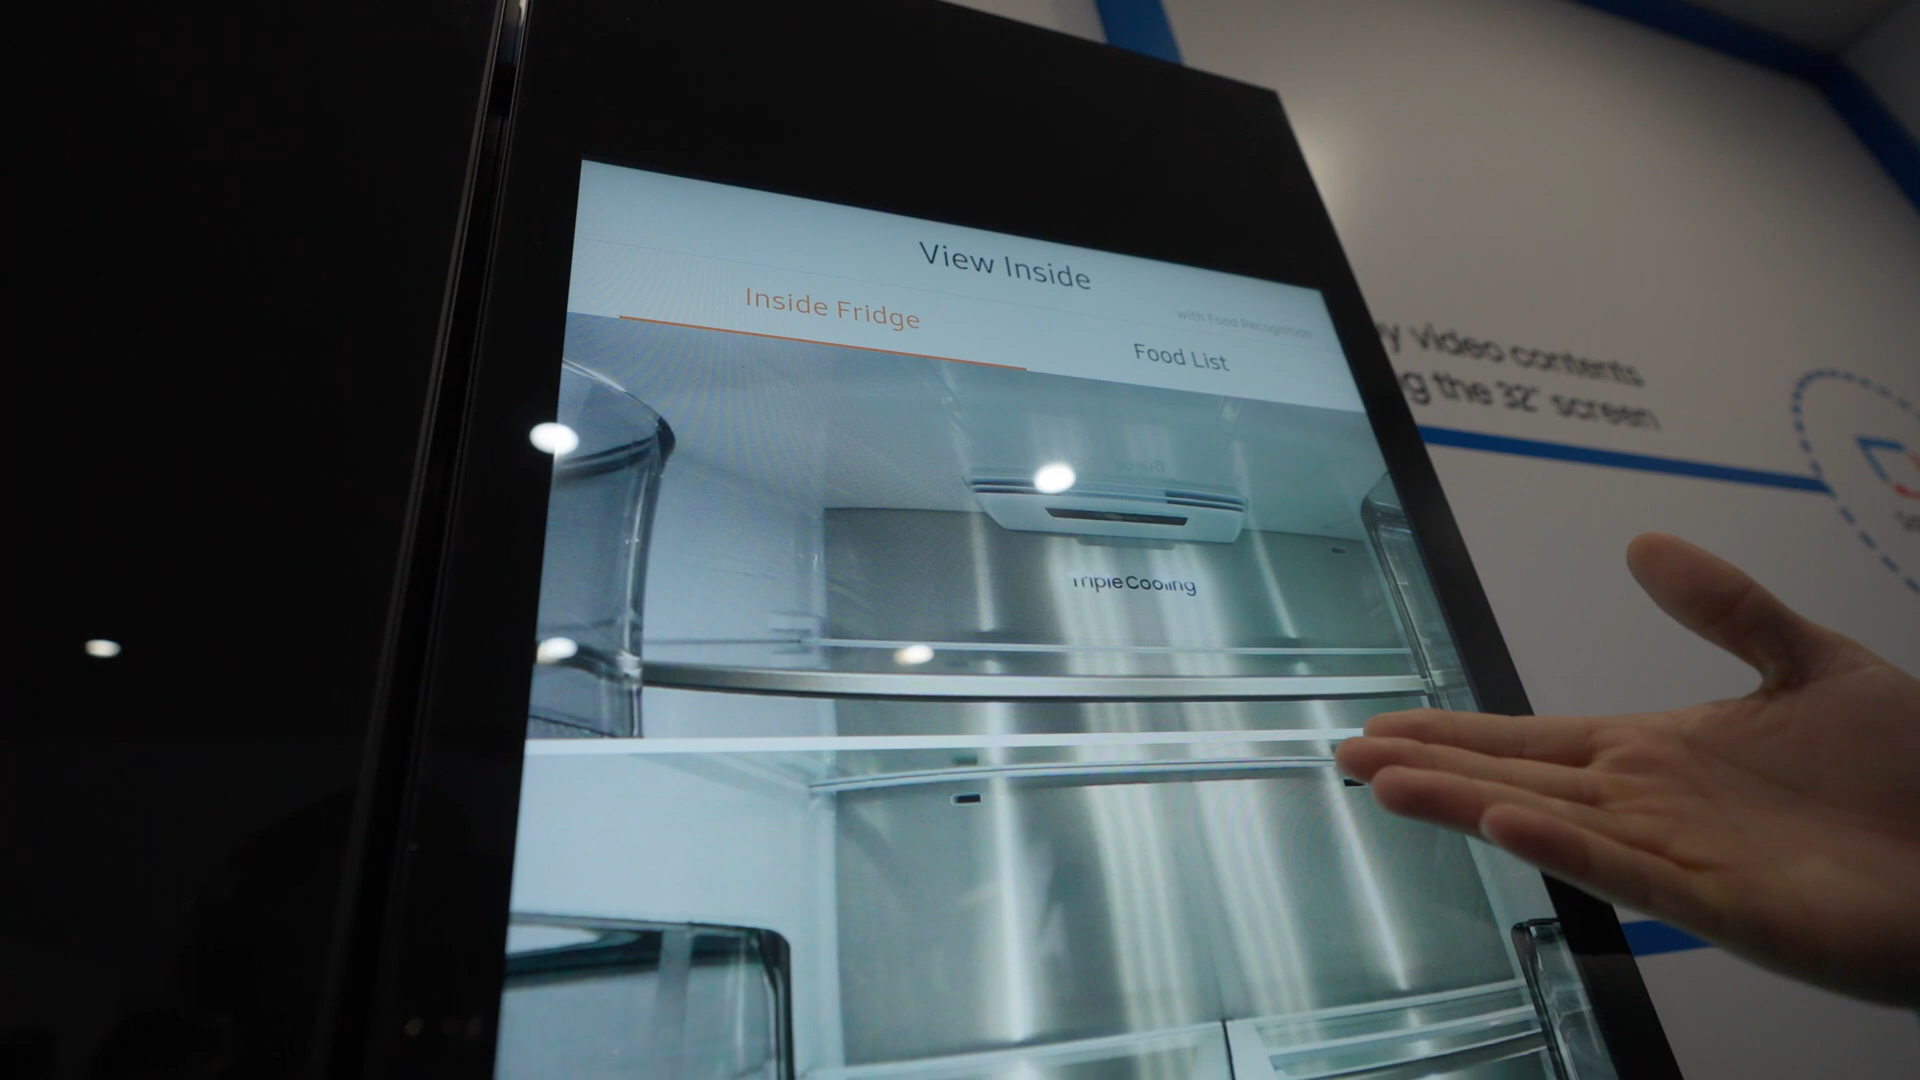 View Inside
Inside Fridge
with Food Recognition
Food List
Triple Cooling
video contents
the 32" screen